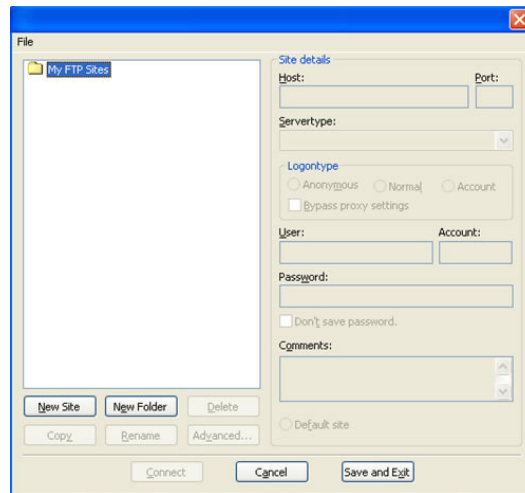 File
My FTP Sites
Site details
Host: Port:
Servertype:
Logontype
Anonymous Normal Account
Bypass proxy settings
User: Account:
Password:
Don't save password.
Comments:
Default site
New Site New Folder Delete
Copy Rename Advanced...
Connect Cancel Save and Exit